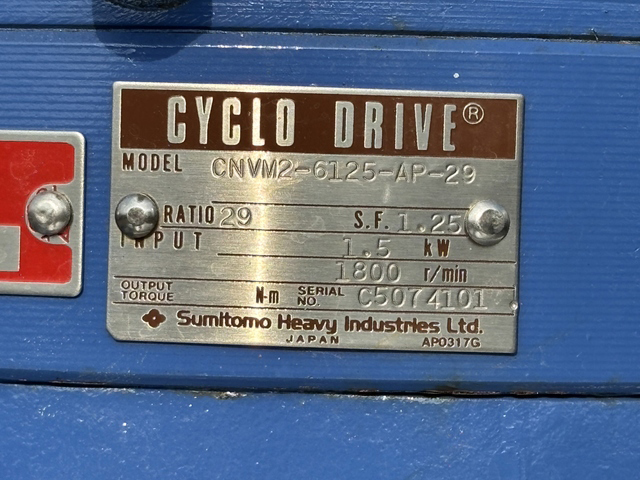 CYCLO DRIVE®
MODEL CNVM2-6125-AP-29
RATIO 29 S.F. 1.25
INPUT 1.5 kW
1800 r/min
OUTPUT TORQUE N-m SERIAL NO. C5074101
Sumitomo Heavy Industries Ltd.
JAPAN AP0317G